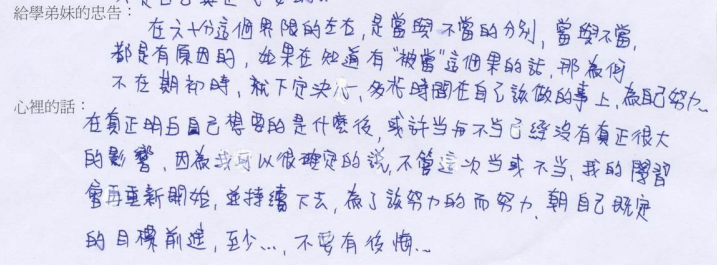 給學弟妹的忠告：
在六十分這個界限的左右，是當與不當的分別，當與不當，
都是有原因的，如果在知道有"被當"這個果的話，那為何
不在期初時，就下定決心，多花時間在自己該做的事上，為自己努力…
心裡的話：
在真正明白自己想要的是什麼後，或許当与不当已經沒有真正很大
的影響，因為我可以很確定的說，不管這次当或不当，我的學習
會再重新開始，並持續下去，為了該努力的而努力，朝自己既定
的目標前進，至少…，不要有後悔…